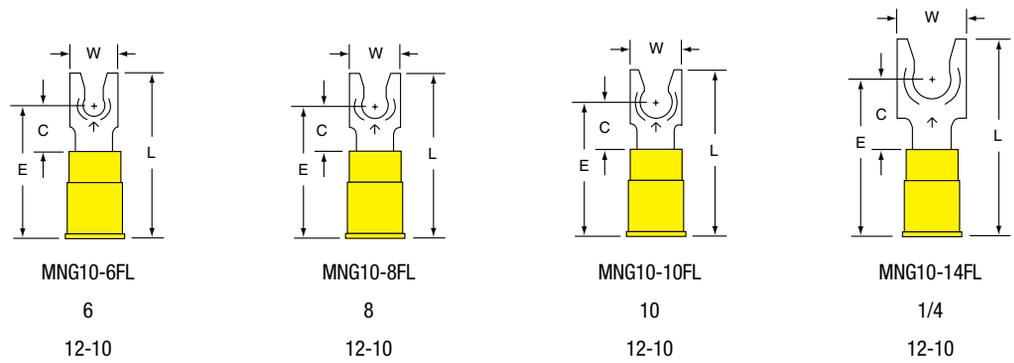 W W W W
C C C C
E L E L E L E L
MNG10-6FL MNG10-8FL MNG10-10FL MNG10-14FL
6 8 10 1/4
12-10 12-10 12-10 12-10